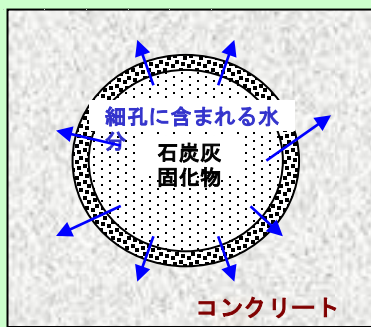 細孔に含まれる水
分
石炭灰
固化物
コンクリート